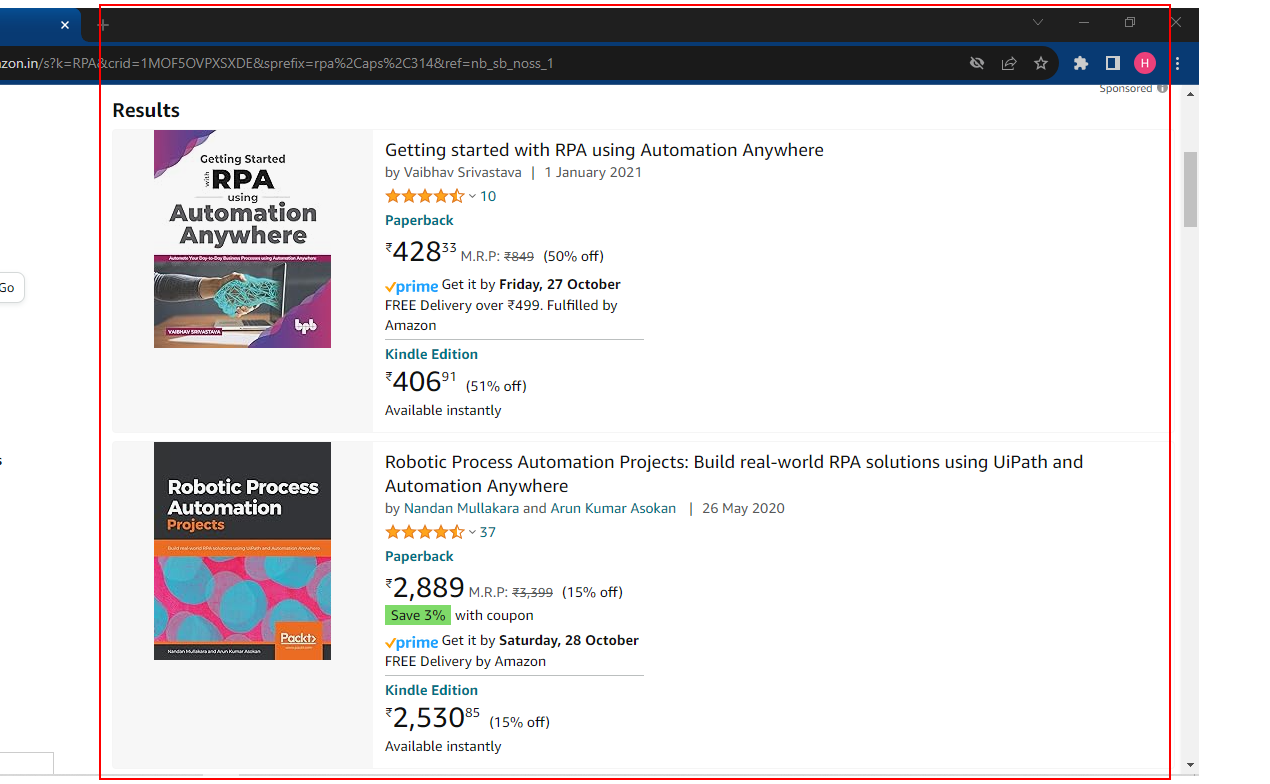 zon.in/s?k=RPA&crid=1MOF5OVPXSXDE&sprefix=rpa%2Caps%2C314&ref=nb_sb_noss_1
H
Sponsored
Results
Getting Started
with RPA
using
Automation
Anywhere
Automate Your Day-to-Day Business Processes using Automation Anywhere
VAIBHAV SRIVASTAVA
bpb
Getting started with RPA using Automation Anywhere
by Vaibhav Srivastava | 1 January 2021
10
Paperback
₹42833 M.R.P: ₹849 (50% off)
prime Get it by Friday, 27 October
FREE Delivery over ₹499. Fulfilled by
Amazon
Kindle Edition
₹40691 (51% off)
Available instantly
Go
Robotic Process
Automation
Projects
Build real-world RPA solutions using UiPath and Automation Anywhere
Packt>
www.packt.com
Nandan Mullakara and Arun Kumar Asokan
Robotic Process Automation Projects: Build real-world RPA solutions using UiPath and
Automation Anywhere
by Nandan Mullakara and Arun Kumar Asokan | 26 May 2020
37
Paperback
₹2,889 M.R.P: ₹3,399 (15% off)
Save 3% with coupon
prime Get it by Saturday, 28 October
FREE Delivery by Amazon
Kindle Edition
₹2,53085 (15% off)
Available instantly